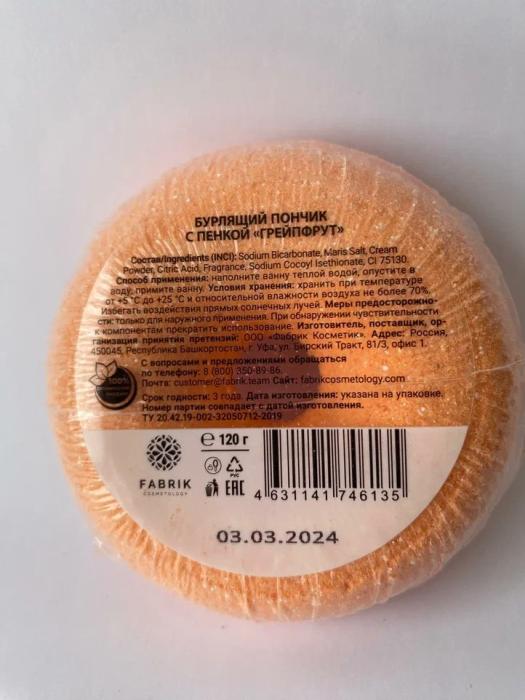 БУРЛЯЩИЙ ПОНЧИК
С ПЕНКОЙ «ГРЕЙПФРУТ»
Состав/Ingredients (INCI): Sodium Bicarbonate, Maris Salt, Cream
Powder, Citric Acid, Fragrance, Sodium Cocoyl Isethionate, CI 75130.
Способ применения: наполните ванну теплой водой, опустите в
воду, примите ванну. Условия хранения: хранить при температуре
от +5 °С до +25 °С и относительной влажности воздуха не более 70%.
Избегать воздействия прямых солнечных лучей. Меры предосторожно-
сти: только для наружного применения. При обнаружении чувствительности
к компонентам прекратить использование. Изготовитель, поставщик, ор-
ганизация принятия претензий: ООО «Фабрик Косметик». Адрес: Россия,
450045, Республика Башкортостан, г. Уфа, ул. Бирский Тракт, 81/3, офис 1.
С вопросами и предложениями обращаться
по телефону: 8 (800) 350-89-86.
Почта: customer@fabrik.team Сайт: fabrikcosmetology.com
100%
Срок годности: 3 года. Дата изготовления: указана на упаковке.
Номер партии совпадает с датой изготовления.
ТУ 20.42.19-002-32050712-2019
FABRIK
COSMETOLOGY
℮ 120 г
PVC
EAC
4 631141 746135
03.03.2024